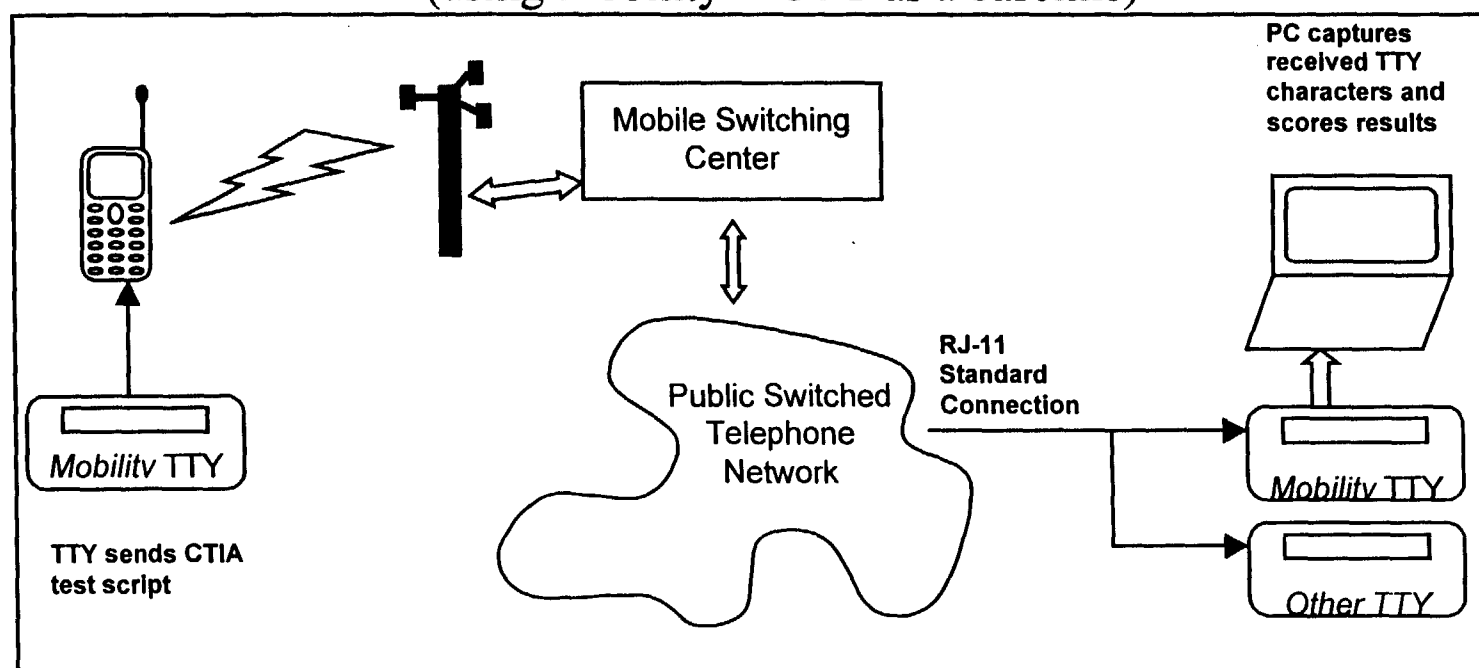 PC captures
received TTY
characters and
scores results
Mobile Switching
Center
RJ-11
Standard
Connection
Public Switched
Telephone
Network
Mobility TTY
Mobility TTY
TTY sends CTIA
test script
Other TTY